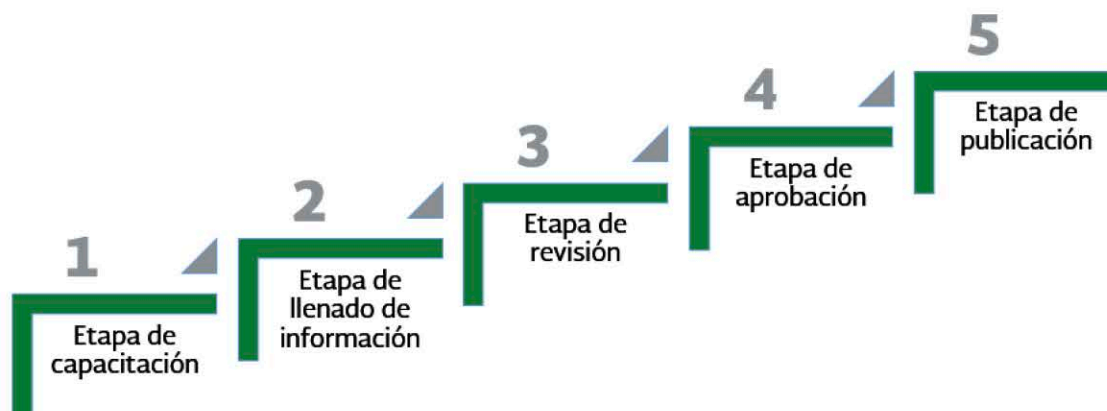 1
Etapa de
capacitación
2
Etapa de
llenado de
información
3
Etapa de
revisión
4
Etapa de
aprobación
5
Etapa de
publicación